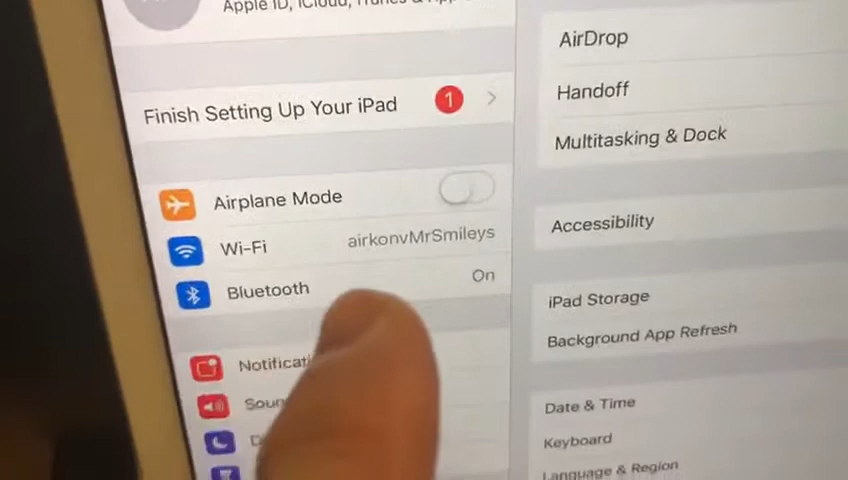 Apple ID, iCloud, iTunes & App
Finish Setting Up Your iPad 1
Airplane Mode
Wi-Fi airkonvMrSmileys
Bluetooth On
AirDrop
Handoff
Multitasking & Dock
Accessibility
iPad Storage
Background App Refresh
Date & Time
Keyboard
Language & Region